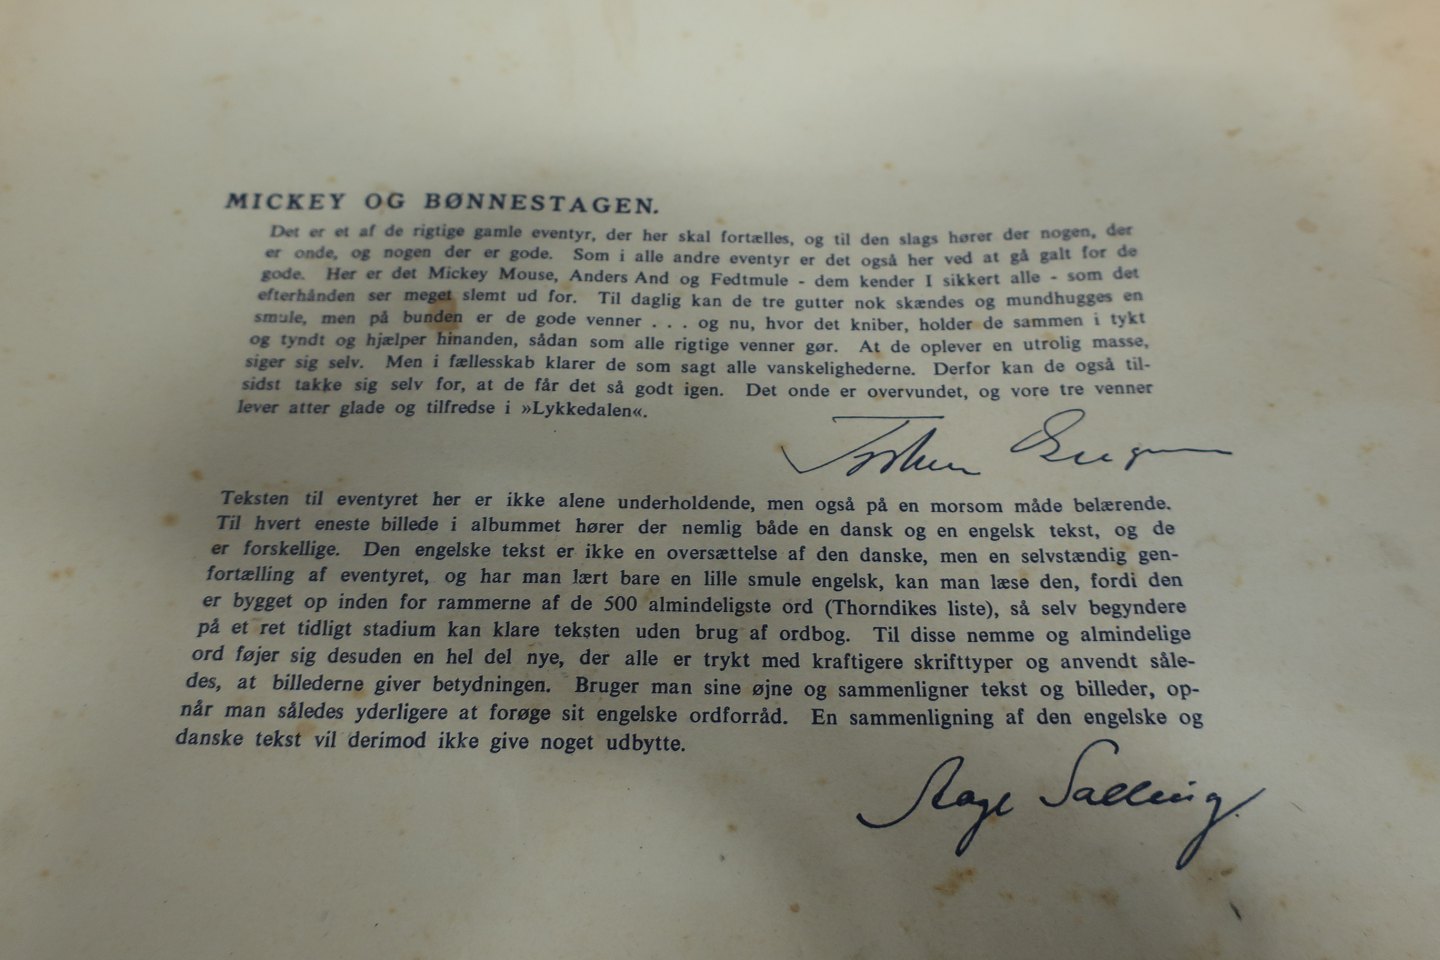 MICKEY OG BØNNESTAGEN.
Det er et af de rigtige gamle eventyr, der her skal fortælles, og til den slags hører der nogen, der
er onde, og nogen der er gode. Som i alle andre eventyr er det også her ved at gå galt for de
gode. Her er det Mickey Mouse, Anders And og Fedtmule - dem kender I sikkert alle - som det
efterhånden ser meget slemt ud for. Til daglig kan de tre gutter nok skændes og mundhugges en
smule, men på bunden er de gode venner . . . og nu, hvor det kniber, holder de sammen i tykt
og tyndt og hjælper hinanden, sådan som alle rigtige venner gør. At de oplever en utrolig masse,
siger sig selv. Men i fællesskab klarer de som sagt alle vanskelighederne. Derfor kan de også til-
sidst takke sig selv for, at de får det så godt igen. Det onde er overvundet, og vore tre venner
lever atter glade og tilfredse i »Lykkedalen«.
Teksten til eventyret her er ikke alene underholdende, men også på en morsom måde belærende.
Til hvert eneste billede i albummet hører der nemlig både en dansk og en engelsk tekst, og de
er forskellige. Den engelske tekst er ikke en oversættelse af den danske, men en selvstændig gen-
fortælling af eventyret, og har man lært bare en lille smule engelsk, kan man læse den, fordi den
er bygget op inden for rammerne af de 500 almindeligste ord (Thorndikes liste), så selv begyndere
på et ret tidligt stadium kan klare teksten uden brug af ordbog. Til disse nemme og almindelige
ord føjer sig desuden en hel del nye, der alle er trykt med kraftigere skrifttyper og anvendt såle-
des, at billederne giver betydningen. Bruger man sine øjne og sammenligner tekst og billeder, op-
når man således yderligere at forøge sit engelske ordforråd. En sammenligning af den engelske og
danske tekst vil derimod ikke give noget udbytte.
Aage Salling.